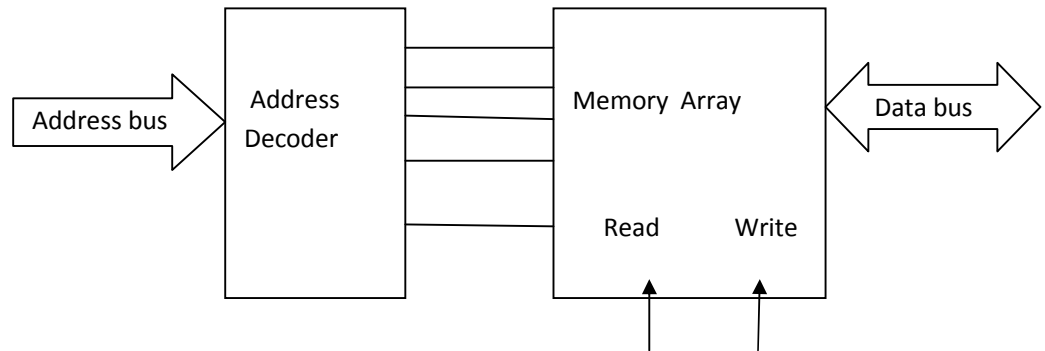 Address bus
Address
Decoder
Memory Array
Data bus
Read Write